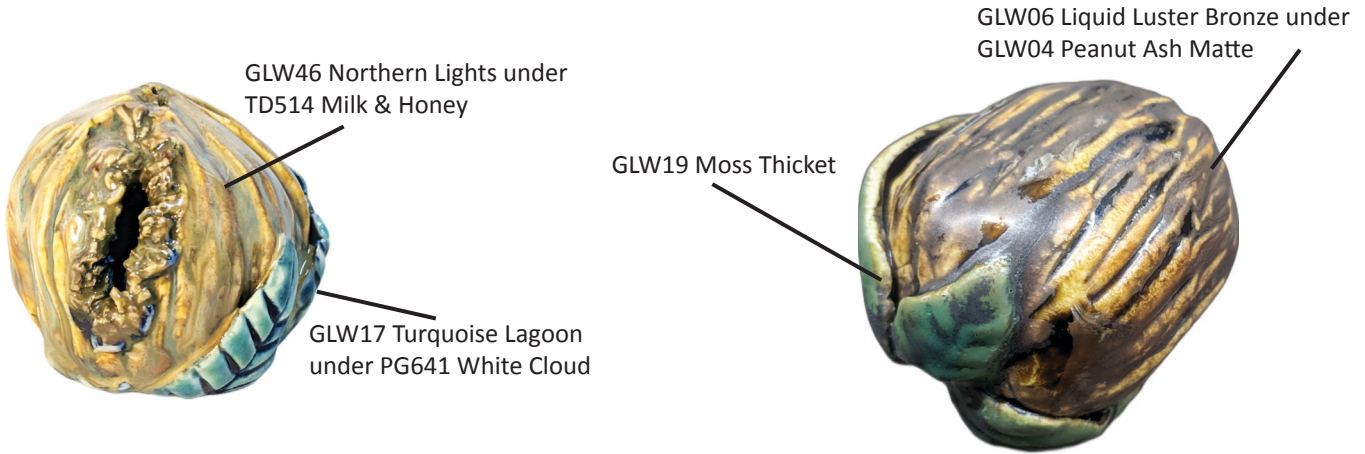 GLW46 Northern Lights under
TD514 Milk & Honey
GLW17 Turquoise Lagoon
under PG641 White Cloud
GLW19 Moss Thicket
GLW06 Liquid Luster Bronze under
GLW04 Peanut Ash Matte